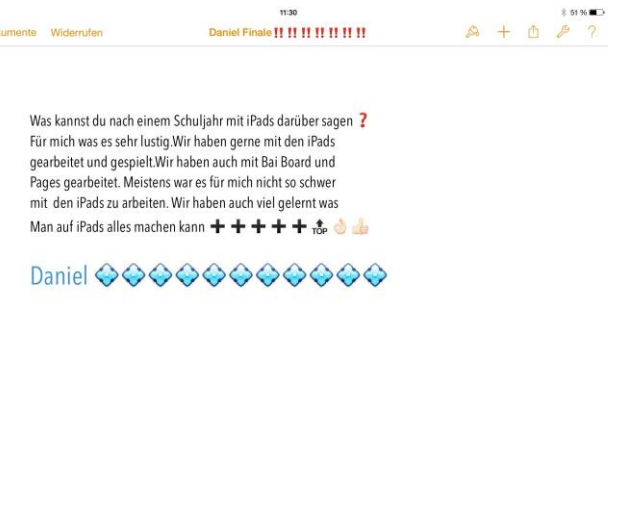 11:30
51 %
umente Widerrufen Daniel Finale‼️‼️‼️‼️‼️‼️‼️ ?
Was kannst du nach einem Schuljahr mit iPads darüber sagen ❓
Für mich was es sehr lustig.Wir haben gerne mit den iPads
gearbeitet und gespielt.Wir haben auch mit Bai Board und
Pages gearbeitet. Meistens war es für mich nicht so schwer
mit den iPads zu arbeiten. Wir haben auch viel gelernt was
Man auf iPads alles machen kann ➕➕➕➕➕🔝👌🏻👍🏻
Daniel 💠💠💠💠💠💠💠💠💠💠💠